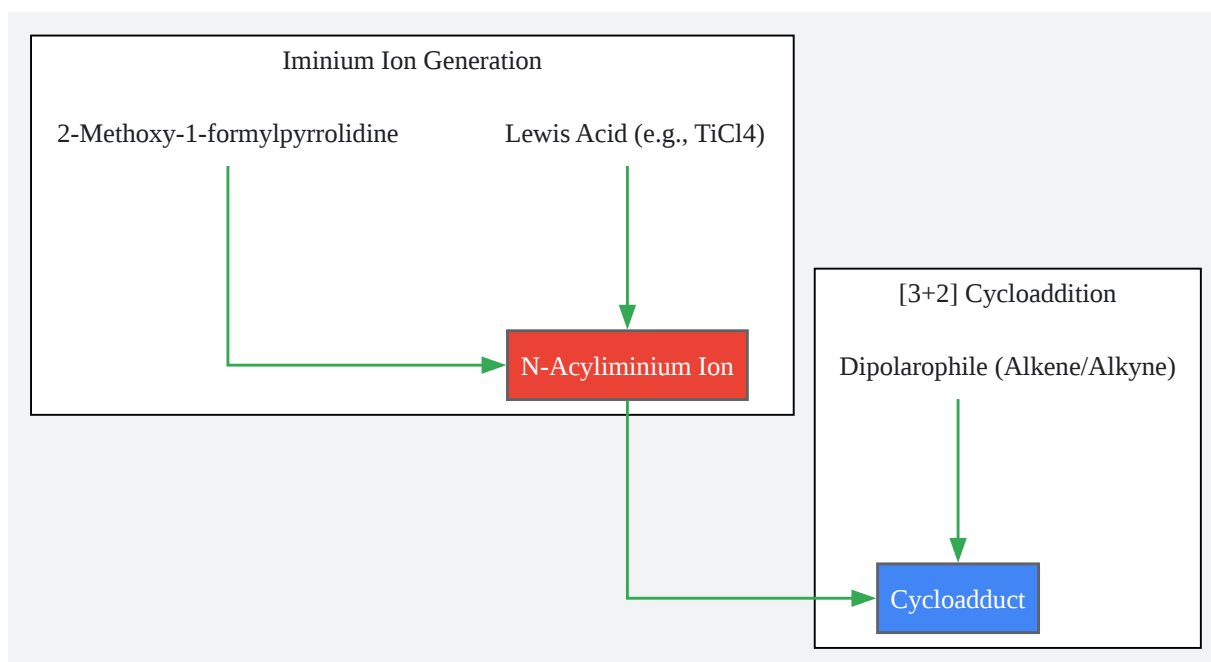 Iminium Ion Generation
2-Methoxy-1-formylpyrrolidine
Lewis Acid (e.g., TiCl4)
N-Acyliminium Ion
[3+2] Cycloaddition
Dipolarophile (Alkene/Alkyne)
Cycloadduct